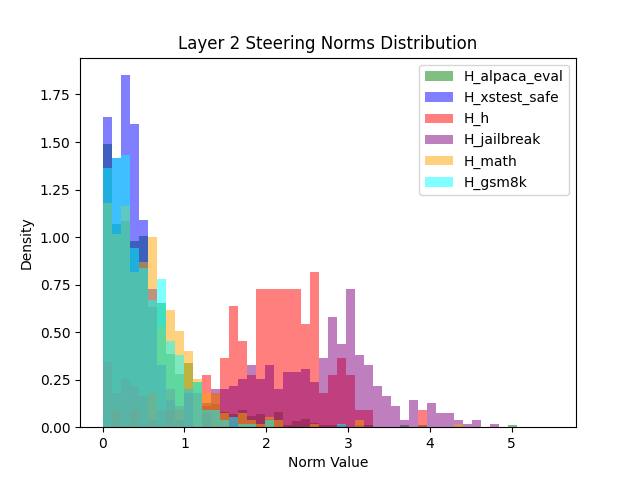 Layer 2 Steering Norms Distribution
H_alpaca_eval
H_xstest_safe
H_h
H_jailbreak
H_math
H_gsm8k
1.75
1.50
1.25
1.00
0.75
0.50
0.25
0.00
Density
0 1 2 3 4 5
Norm Value